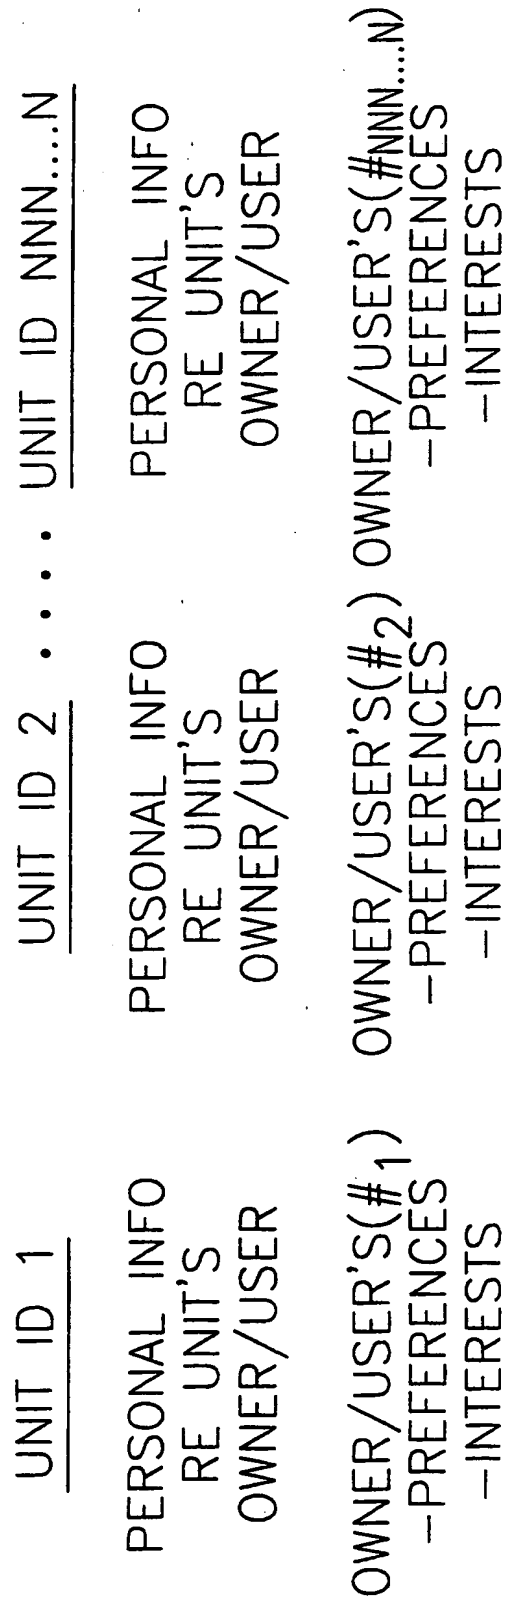 UNIT ID 1
PERSONAL INFO
RE UNIT'S
OWNER/USER
OWNER/USER'S(#1)
–PREFERENCES
–INTERESTS
UNIT ID 2 ....
PERSONAL INFO
RE UNIT'S
OWNER/USER
OWNER/USER'S(#2)
–PREFERENCES
–INTERESTS
UNIT ID NNN....N
PERSONAL INFO
RE UNIT'S
OWNER/USER
OWNER/USER'S(#NNN....N)
–PREFERENCES
–INTERESTS